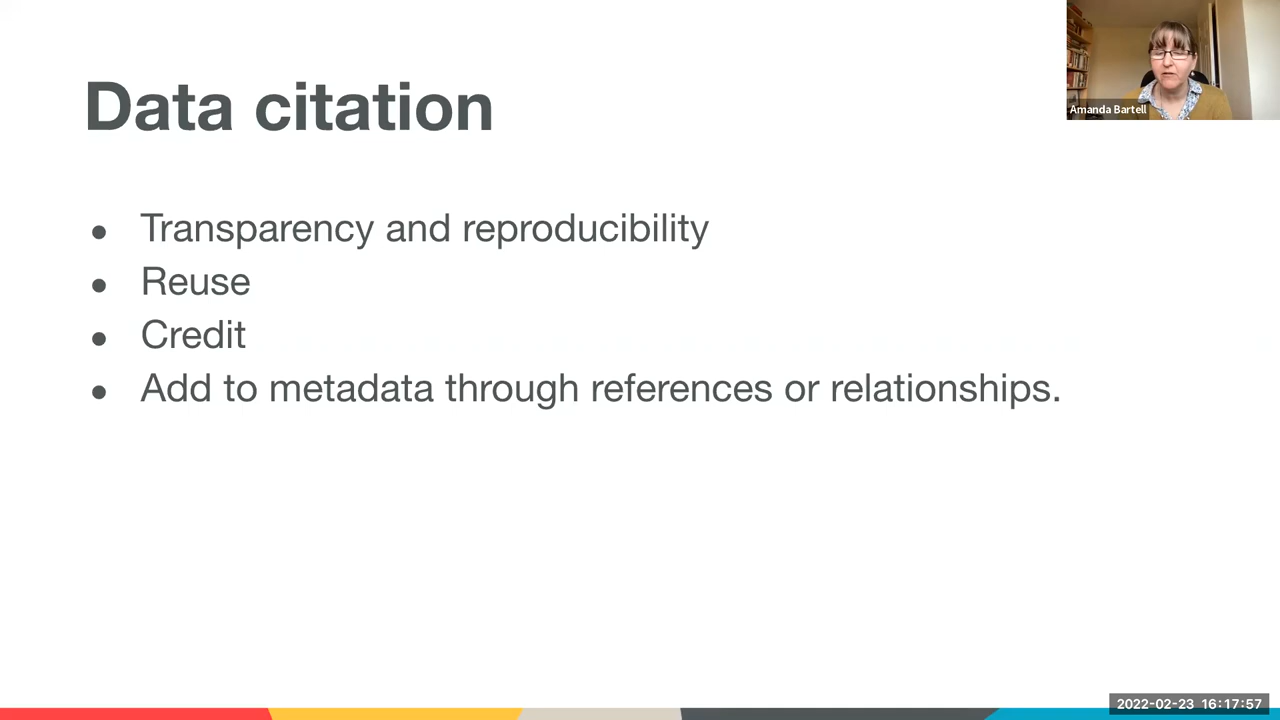 Data citation
Amanda Bartell
● Transparency and reproducibility
● Reuse
● Credit
● Add to metadata through references or relationships.
2022-02-23 16:17:57